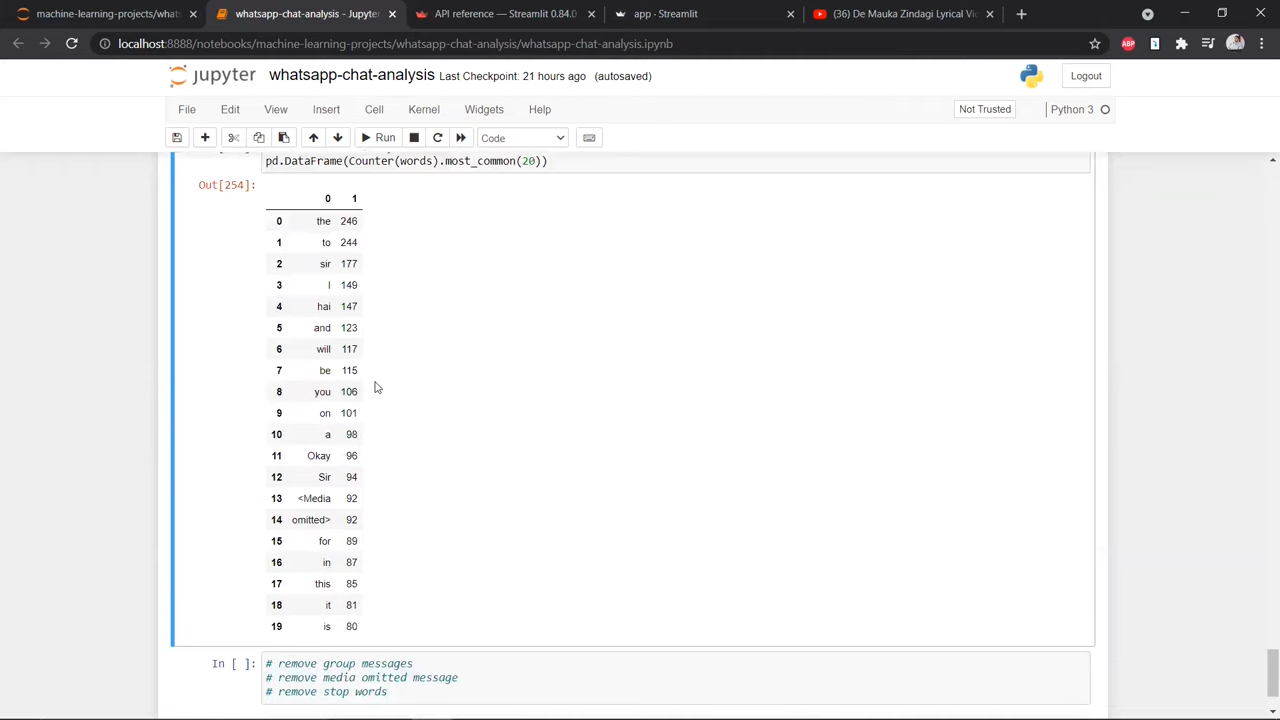 machine-learning-projects/whats
whatsapp-chat-analysis - Jupyter
API reference — Streamlit 0.84.0
app · Streamlit
(36) De Mauka Zindagi Lyrical Vi
localhost:8888/notebooks/machine-learning-projects/whatsapp-chat-analysis/whatsapp-chat-analysis.ipynb
ABP
jupyter whatsapp-chat-analysis Last Checkpoint: 21 hours ago (autosaved)
Logout
File Edit View Insert Cell Kernel Widgets Help
Not Trusted
Python 3
Run
Code
pd.DataFrame(Counter(words).most_common(20))
Out[254]:
0 1
0 the 246
1 to 244
2 sir 177
3 I 149
4 hai 147
5 and 123
6 will 117
7 be 115
8 you 106
9 on 101
10 a 98
11 Okay 96
12 Sir 94
13 <Media 92
14 omitted> 92
15 for 89
16 in 87
17 this 85
18 it 81
19 is 80
In [ ]:
# remove group messages
# remove media omitted message
# remove stop words